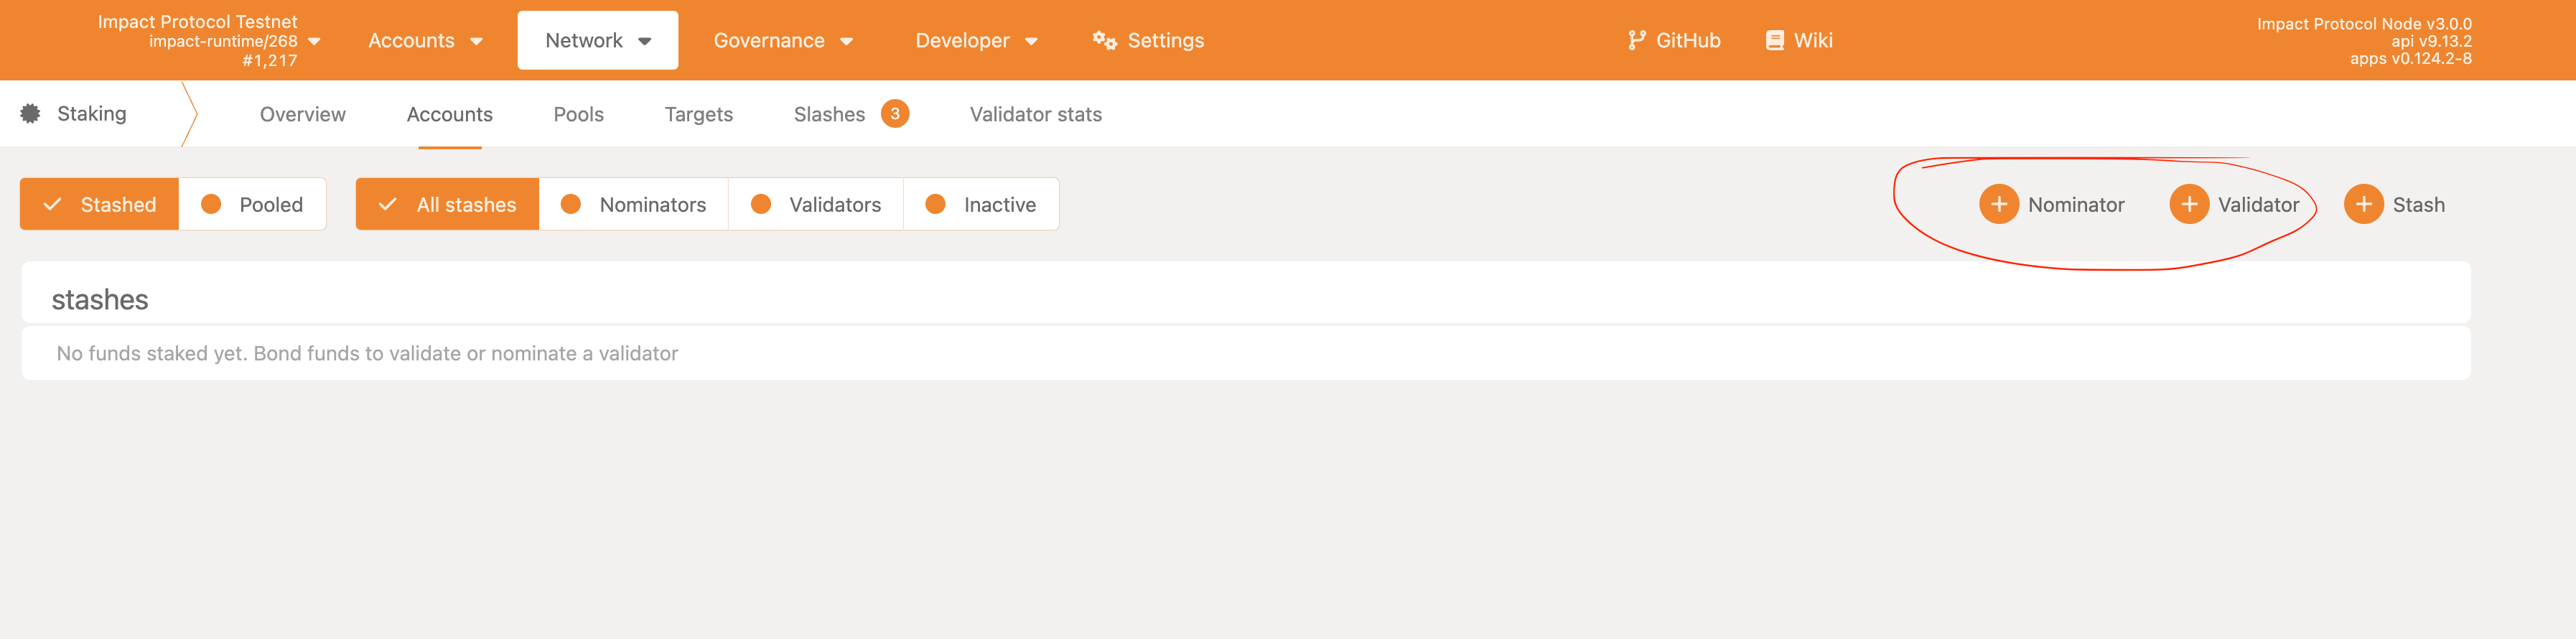 Impact Protocol Testnet
impact-runtime/268
#1,217
Accounts
Network
Governance
Developer
Settings
GitHub
Wiki
Impact Protocol Node v3.0.0
api v9.13.2
apps v0.124.2-8
Staking
Overview
Accounts
Pools
Targets
Slashes 3
Validator stats
Stashed
Pooled
All stashes
Nominators
Validators
Inactive
Nominator
Validator
Stash
stashes
No funds staked yet. Bond funds to validate or nominate a validator